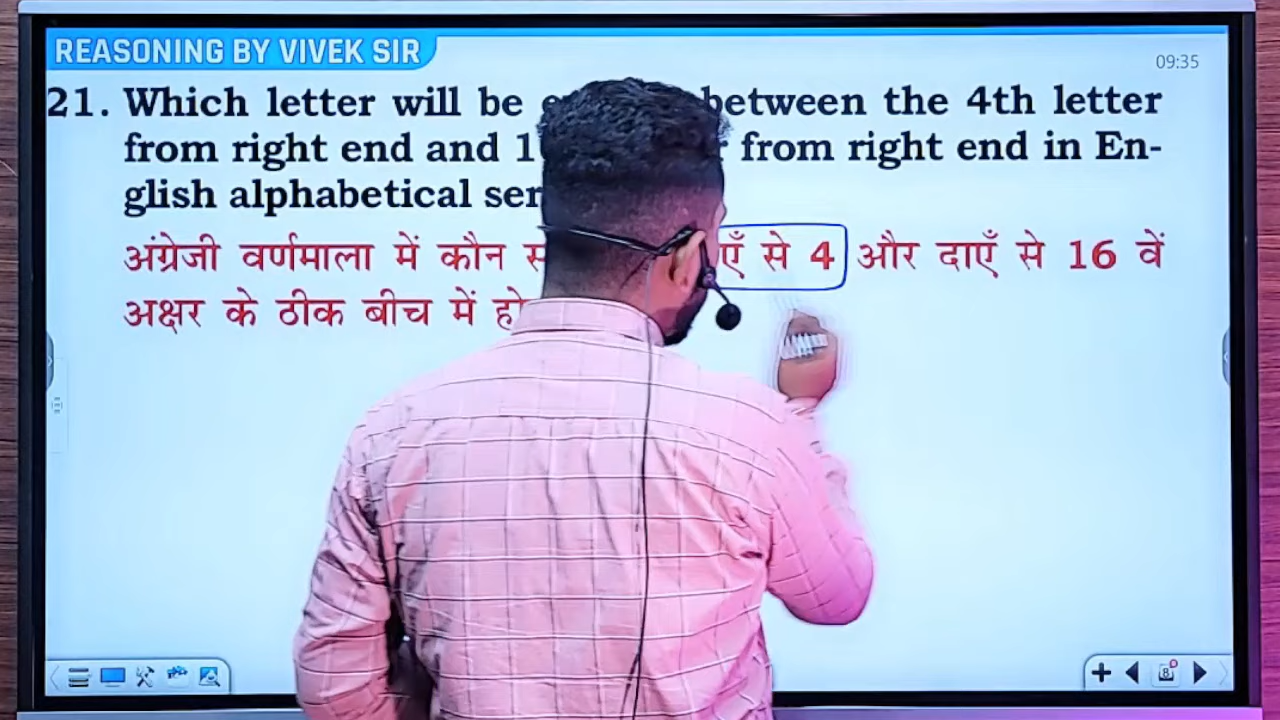 REASONING BY VIVEK SIR
09:35
21. Which letter will be between the 4th letter
from right end and from right end in En-
glish alphabetical
अंग्रेजी वर्णमाला में कौन से 4 और दाएँ से 16 वें
अक्षर के ठीक बीच में